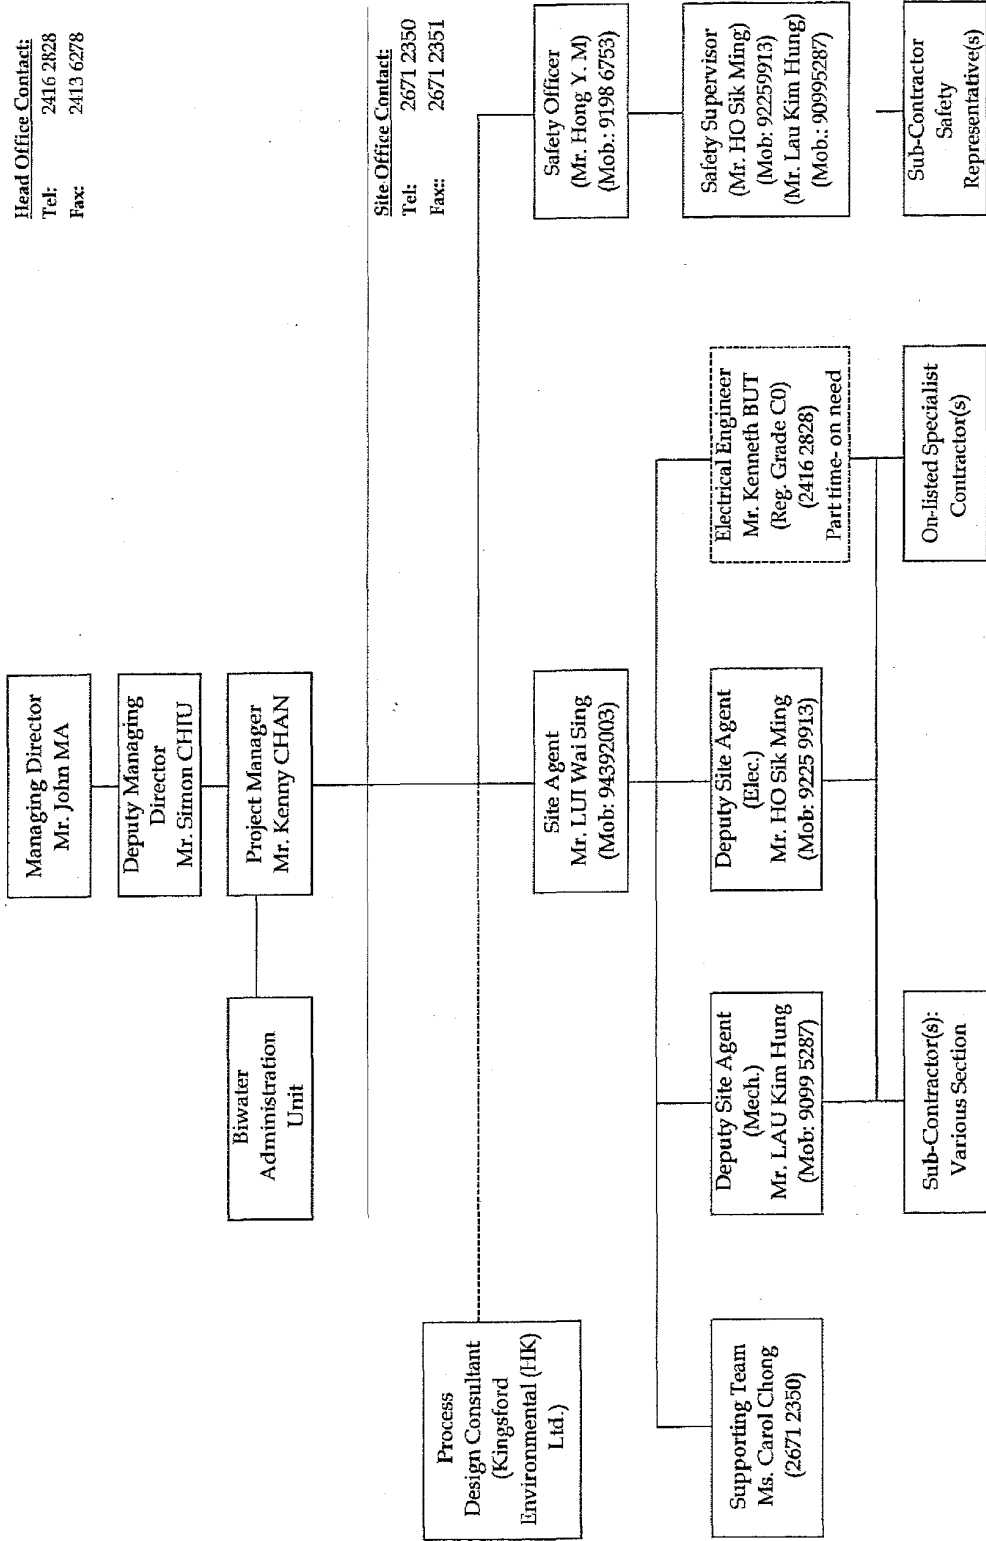 Head Office Contact:
Tel: 2416 2828
Fax: 2413 6278
Managing Director
Mr. John MA
Deputy Managing
Director
Mr. Simon CHIU
Project Manager
Mr. Kenny CHAN
Biwater
Administration
Unit
Site Office Contact:
Tel: 2671 2350
Fax:: 2671 2351
Process
Design Consultant
(Kingsford
Environmental (HK)
Ltd.)
Site Agent
Mr. LUI Wai Sing
(Mob: 94392003)
Safety Officer
(Mr. Hong Y. M)
(Mob.: 9198 6753)
Supporting Team
Ms. Carol Chong
(2671 2350)
Deputy Site Agent
(Mech.)
Mr. LAU Kim Hung
(Mob: 9099 5287)
Deputy Site Agent
(Elec.)
Mr. HO Sik Ming
(Mob: 9225 9913)
Electrical Engineer
Mr. Kenneth BUT
(Reg. Grade C0)
(2416 2828)
Part time- on need
Safety Supervisor
(Mr. HO Sik Ming)
(Mob: 92259913)
(Mr. Lau Kim Hung)
(Mob.: 90995287)
Sub-Contractor(s):
Various Section
On-listed Specialist
Contractor(s)
Sub-Contractor
Safety
Representative(s)